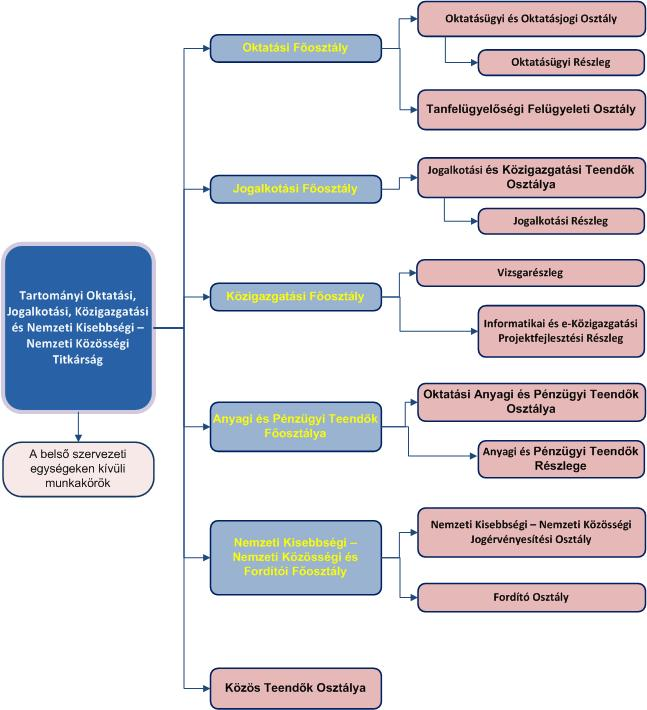 Tartományi Oktatási,
Jogalkotási, Közigazgatási
és Nemzeti Kisebbségi –
Nemzeti Közösségi
Titkárság
A belső szervezeti
egységeken kívüli
munkakörök
Oktatási Főosztály
Oktatásügyi és Oktatásjogi Osztály
Oktatásügyi Részleg
Tanfelügyelőségi Felügyeleti Osztály
Jogalkotási Főosztály
Jogalkotási és Közigazgatási Teendők
Osztálya
Jogalkotási Részleg
Közigazgatási Főosztály
Vizsgarészleg
Informatikai és e-Közigazgatási
Projektfejlesztési Részleg
Anyagi és Pénzügyi Teendők
Főosztálya
Oktatási Anyagi és Pénzügyi Teendők
Osztálya
Anyagi és Pénzügyi Teendők
Részlege
Nemzeti Kisebbségi –
Nemzeti Közösségi és
Fordítói Főosztály
Nemzeti Kisebbségi – Nemzeti Közösségi
Jogérvényesítési Osztály
Fordító Osztály
Közös Teendők Osztálya